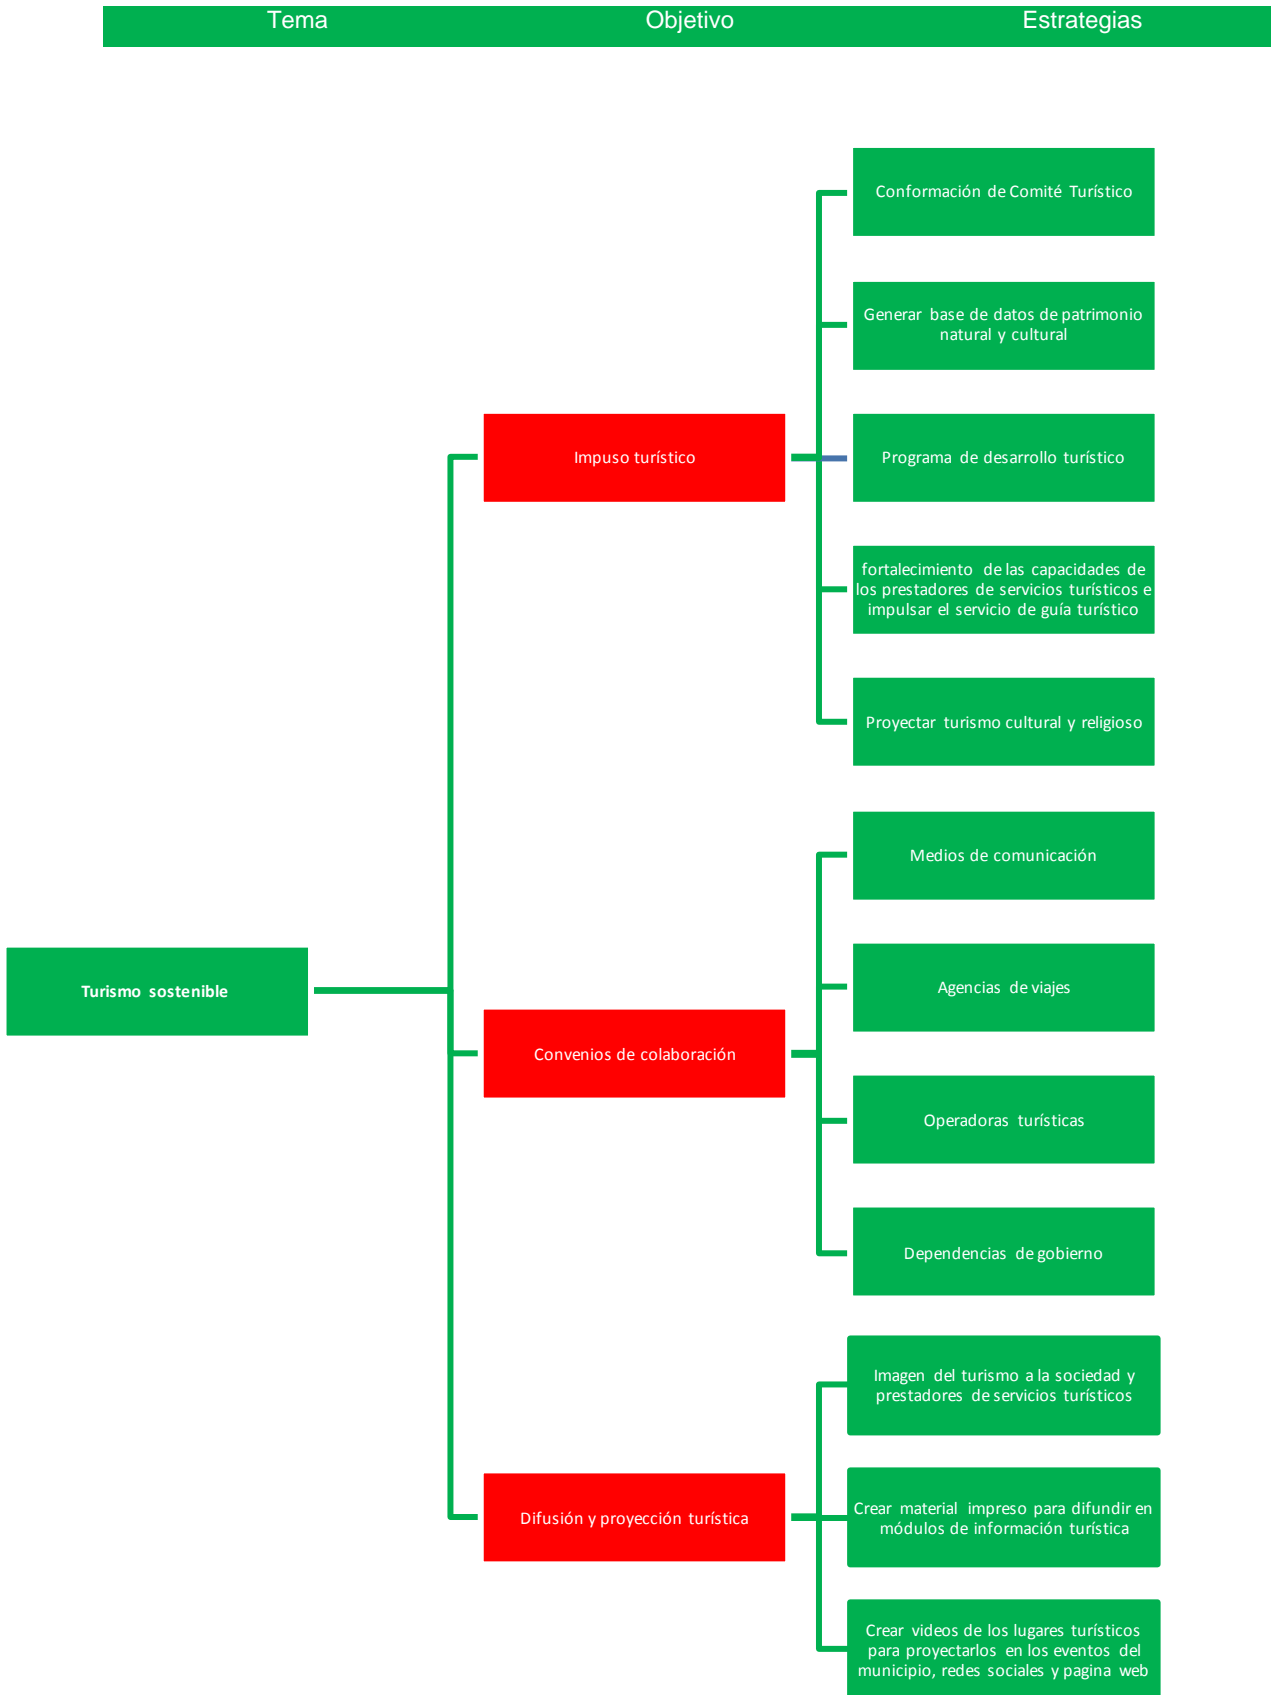 Tema Objetivo Estrategias
Conformación de Comité Turístico
Generar base de datos de patrimonio
natural y cultural
Impuso turístico
Programa de desarrollo turístico
fortalecimiento de las capacidades de
los prestadores de servicios turísticos e
impulsar el servicio de guía turístico
Proyectar turismo cultural y religioso
Medios de comunicación
Agencias de viajes
Turismo sostenible
Convenios de colaboración
Operadoras turísticas
Dependencias de gobierno
Imagen del turismo a la sociedad y
prestadores de servicios turísticos
Difusión y proyección turística
Crear material impreso para difundir en
módulos de información turística
Crear videos de los lugares turísticos
para proyectarlos en los eventos del
municipio, redes sociales y pagina web